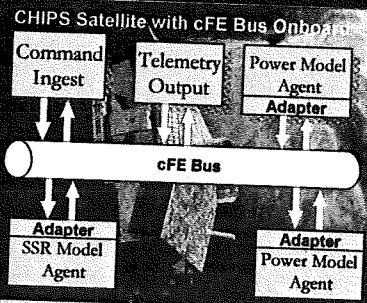 CHIPS Satellite with cFE Bus Onboard
Command
Ingest
Telemetry
Output
Power Model
Agent
Adapter
cFE Bus
Adapter
SSR Model
Agent
Adapter
Power Model
Agent